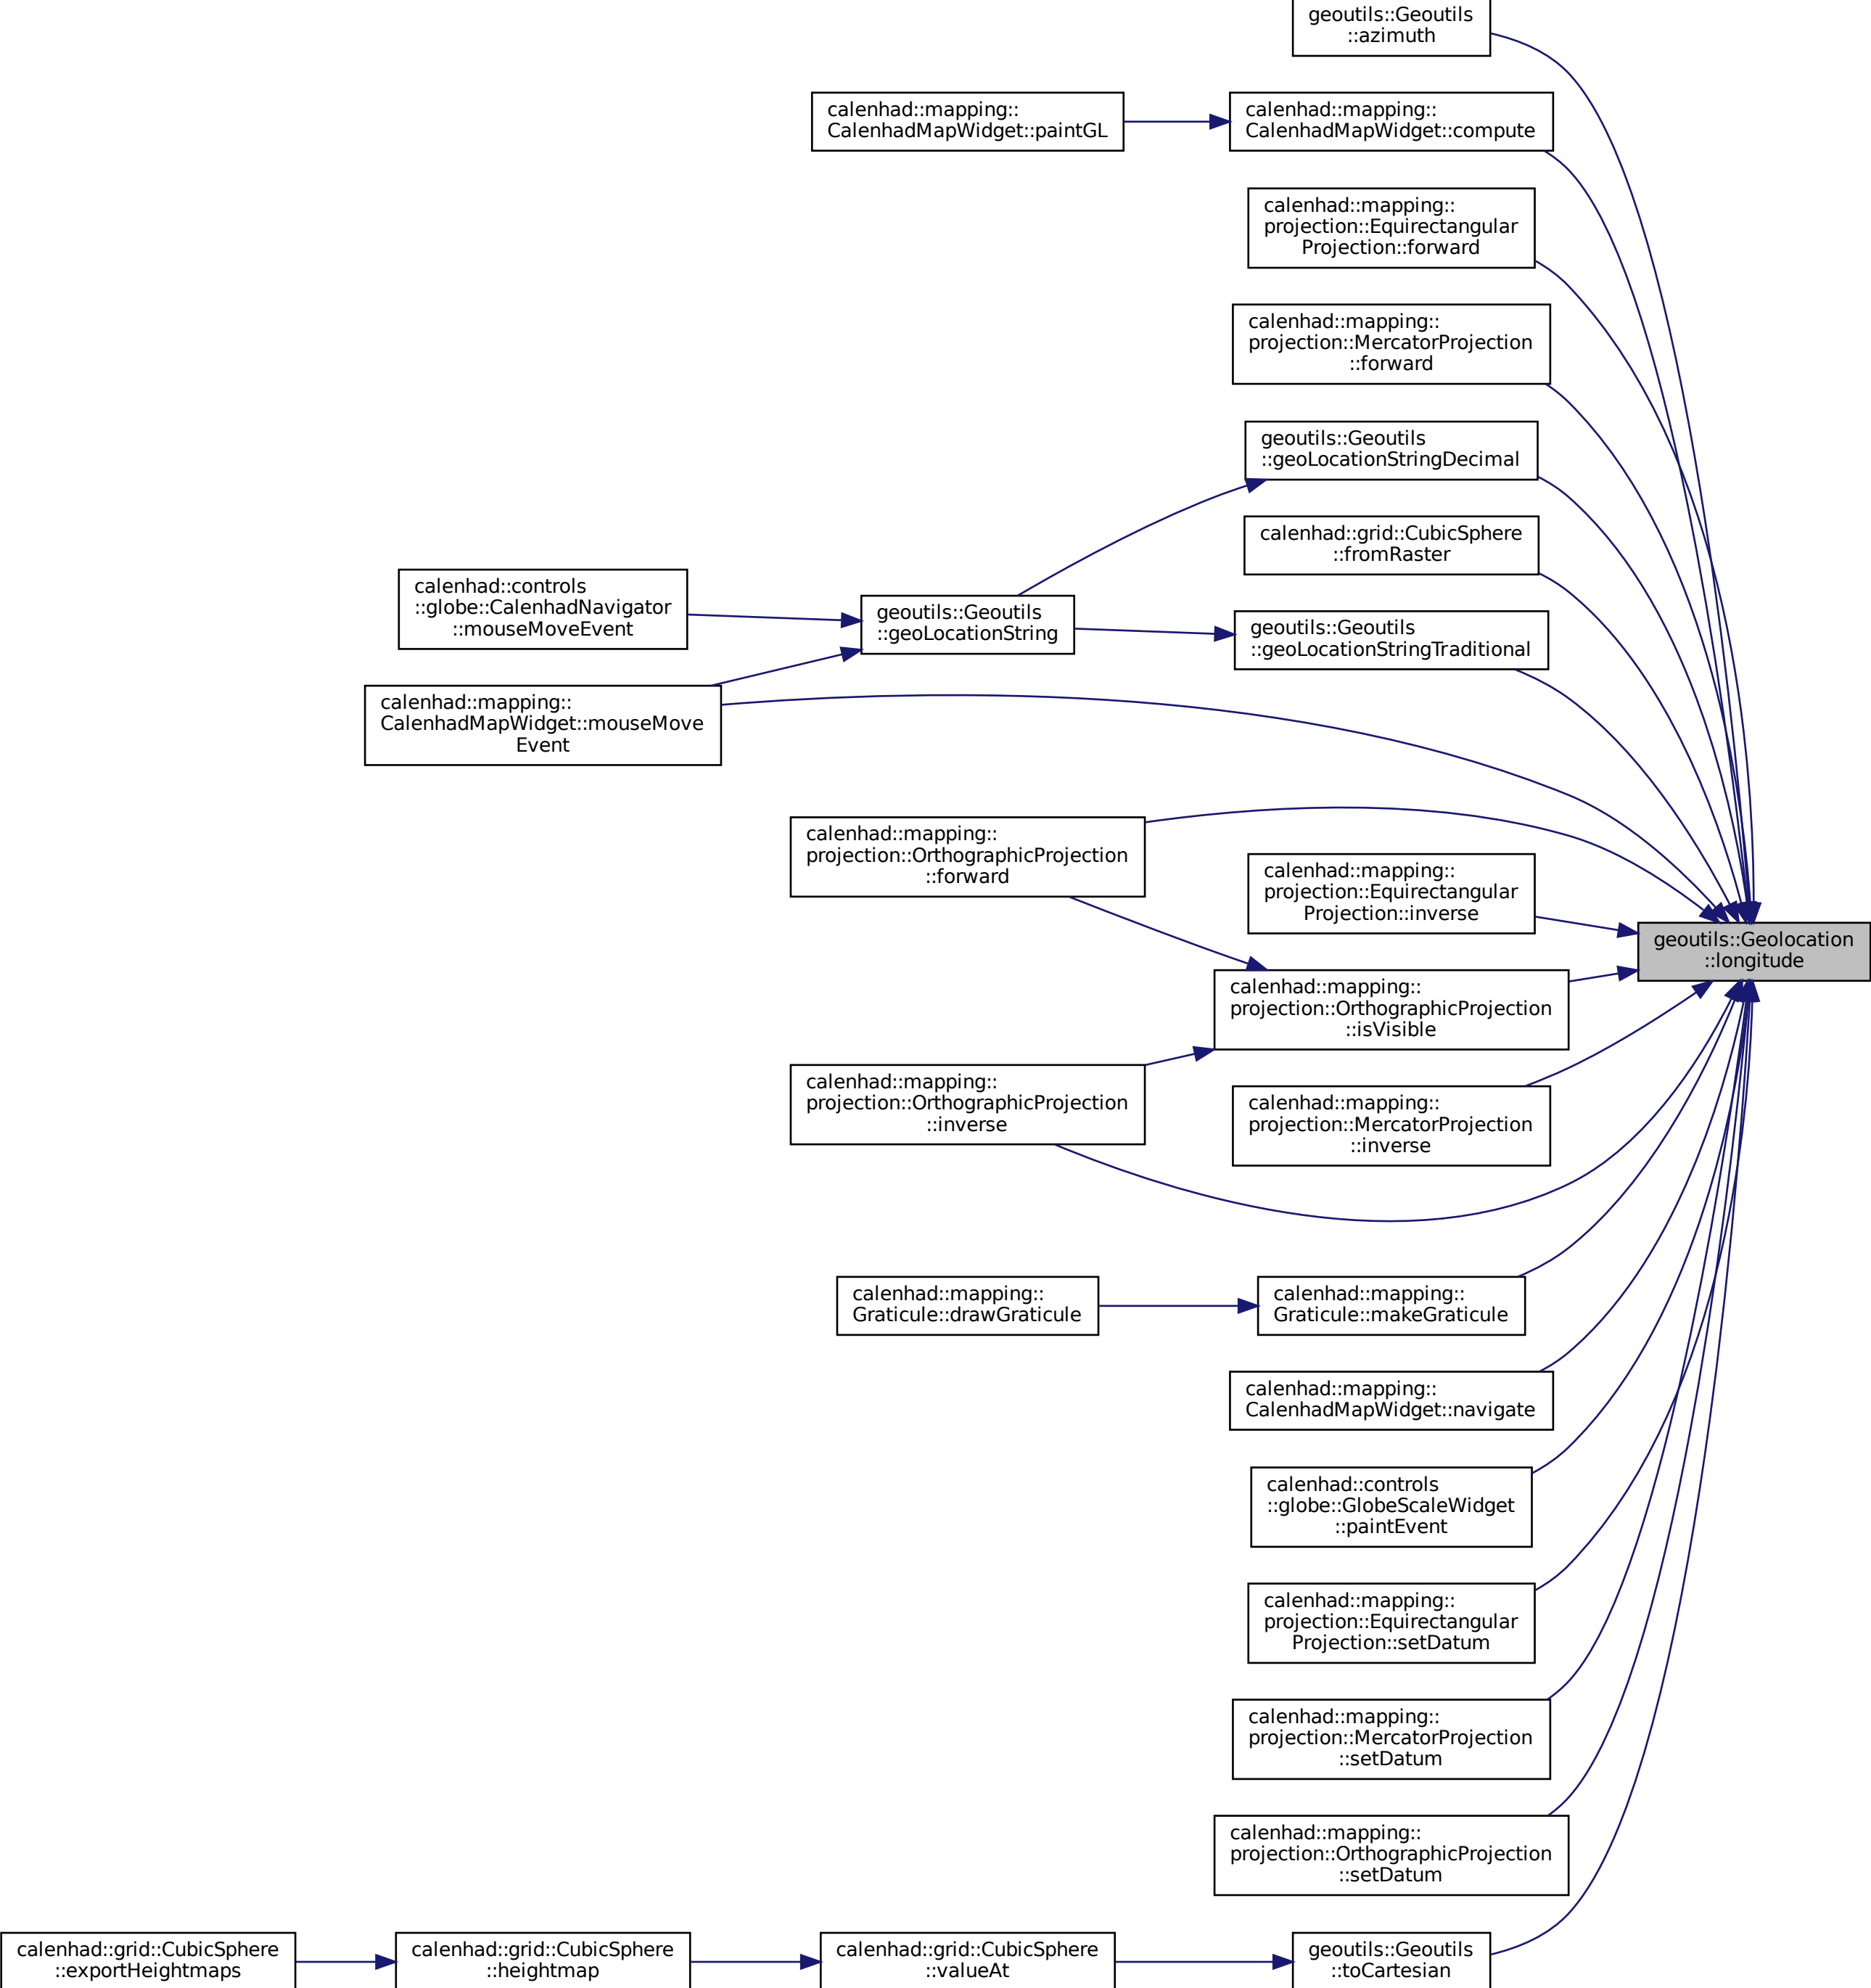 geoutils::Geoutils
::azimuth
calenhad::mapping::
CalenhadMapWidget::paintGL
calenhad::mapping::
CalenhadMapWidget::compute
calenhad::mapping::
projection::Equirectangular
Projection::forward
calenhad::mapping::
projection::MercatorProjection
::forward
geoutils::Geoutils
::geoLocationStringDecimal
calenhad::grid::CubicSphere
::fromRaster
calenhad::controls
::globe::CalenhadNavigator
::mouseMoveEvent
geoutils::Geoutils
::geoLocationString
geoutils::Geoutils
::geoLocationStringTraditional
calenhad::mapping::
CalenhadMapWidget::mouseMove
Event
calenhad::mapping::
projection::OrthographicProjection
::forward
calenhad::mapping::
projection::Equirectangular
Projection::inverse
geoutils::Geolocation
::longitude
calenhad::mapping::
projection::OrthographicProjection
::isVisible
calenhad::mapping::
projection::OrthographicProjection
::inverse
calenhad::mapping::
projection::MercatorProjection
::inverse
calenhad::mapping::
Graticule::drawGraticule
calenhad::mapping::
Graticule::makeGraticule
calenhad::mapping::
CalenhadMapWidget::navigate
calenhad::controls
::globe::GlobeScaleWidget
::paintEvent
calenhad::mapping::
projection::Equirectangular
Projection::setDatum
calenhad::mapping::
projection::MercatorProjection
::setDatum
calenhad::mapping::
projection::OrthographicProjection
::setDatum
calenhad::grid::CubicSphere
::exportHeightmaps
calenhad::grid::CubicSphere
::heightmap
calenhad::grid::CubicSphere
::valueAt
geoutils::Geoutils
::toCartesian